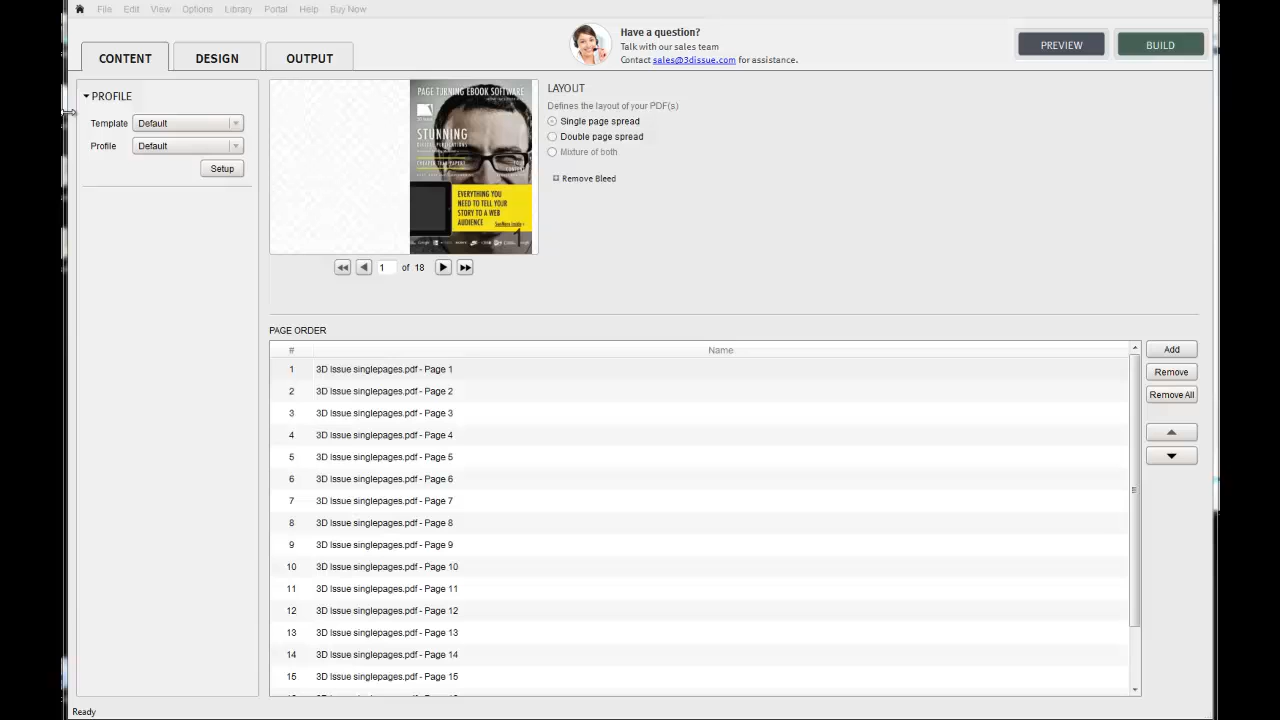 File Edit View Options Library Portal Help Buy Now
CONTENT DESIGN OUTPUT
Have a question?
Talk with our sales team
Contact sales@3dissue.com for assistance.
PREVIEW BUILD
PROFILE
Template Default
Profile Default
Setup
PAGE TURNING EBOOK SOFTWARE
STUNNING
DIGITAL PUBLICATIONS
CHEAPER THAN PAPER?
EVERYTHING YOU
NEED TO TELL YOUR
STORY TO A WEB
AUDIENCE
1
1 of 18
LAYOUT
Defines the layout of your PDF(s)
Single page spread
Double page spread
Mixture of both
Remove Bleed
PAGE ORDER
# Name
1 3D Issue singlepages.pdf - Page 1
2 3D Issue singlepages.pdf - Page 2
3 3D Issue singlepages.pdf - Page 3
4 3D Issue singlepages.pdf - Page 4
5 3D Issue singlepages.pdf - Page 5
6 3D Issue singlepages.pdf - Page 6
7 3D Issue singlepages.pdf - Page 7
8 3D Issue singlepages.pdf - Page 8
9 3D Issue singlepages.pdf - Page 9
10 3D Issue singlepages.pdf - Page 10
11 3D Issue singlepages.pdf - Page 11
12 3D Issue singlepages.pdf - Page 12
13 3D Issue singlepages.pdf - Page 13
14 3D Issue singlepages.pdf - Page 14
15 3D Issue singlepages.pdf - Page 15
Add
Remove
Remove All
Ready